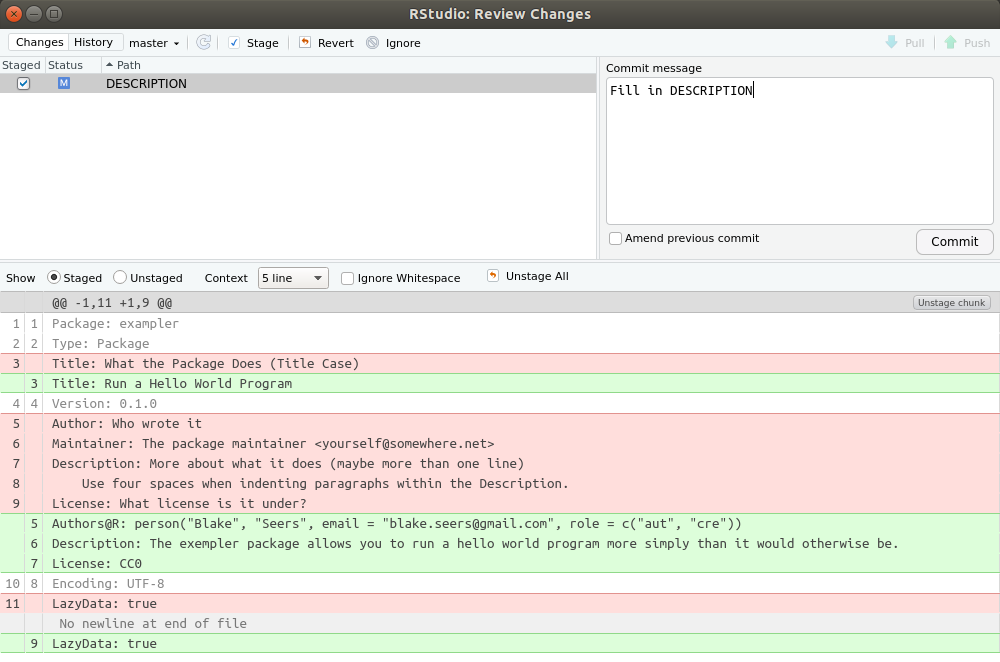 RStudio: Review Changes
Changes History master Stage Revert Ignore Pull Push
Staged Status Path
M DESCRIPTION
Commit message
Fill in DESCRIPTION
Amend previous commit Commit
Show Staged Unstaged Context 5 line Ignore Whitespace Unstage All
@@ -1,11 +1,9 @@ Unstage chunk
1 1 Package: exampler
2 2 Type: Package
3 Title: What the Package Does (Title Case)
3 Title: Run a Hello World Program
4 4 Version: 0.1.0
5 Author: Who wrote it
6 Maintainer: The package maintainer <yourself@somewhere.net>
7 Description: More about what it does (maybe more than one line)
8 Use four spaces when indenting paragraphs within the Description.
9 License: What license is it under?
5 Authors@R: person("Blake", "Seers", email = "blake.seers@gmail.com", role = c("aut", "cre"))
6 Description: The exempler package allows you to run a hello world program more simply than it would otherwise be.
7 License: CC0
10 8 Encoding: UTF-8
11 LazyData: true
No newline at end of file
9 LazyData: true